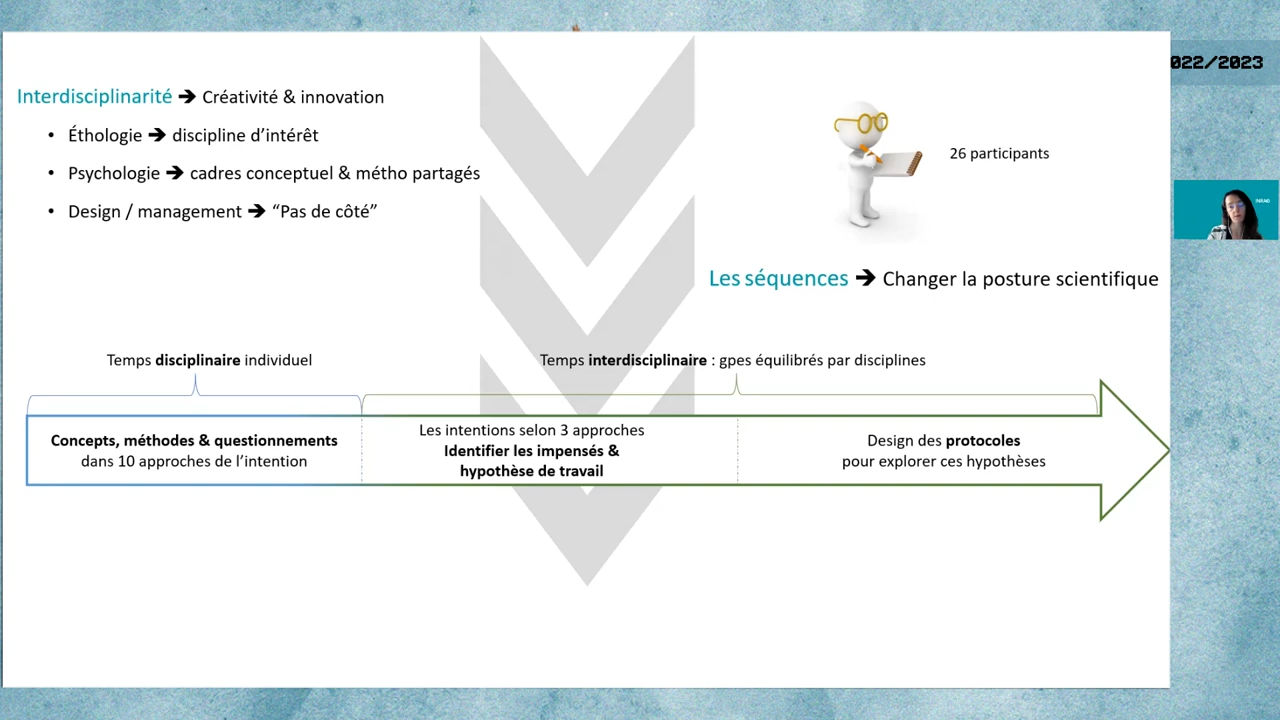 022/2023
Interdisciplinarité ➔ Créativité & innovation
• Éthologie ➔ discipline d'intérêt
• Psychologie ➔ cadres conceptuel & métho partagés
• Design / management ➔ “Pas de côté”
26 participants
Les séquences ➔ Changer la posture scientifique
Temps disciplinaire individuel
Temps interdisciplinaire : gpes équilibrés par disciplines
Concepts, méthodes & questionnements
dans 10 approches de l'intention
Les intentions selon 3 approches
Identifier les impensés &
hypothèse de travail
Design des protocoles
pour explorer ces hypothèses